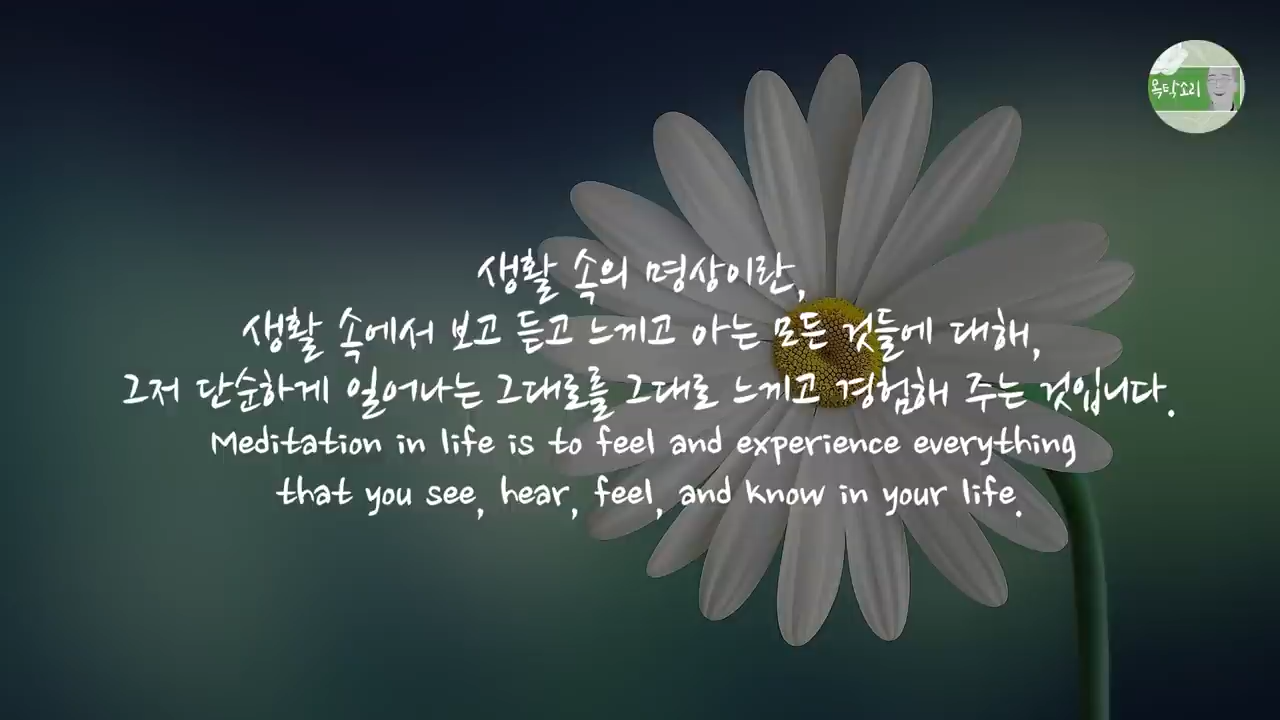 목탁소리
생활 속의 명상이란,
생활 속에서 보고 듣고 느끼고 아는 모든 것들에 대해,
그저 단순하게 일어나는 그대로를 그대로 느끼고 경험해 주는 것입니다.
Meditation in life is to feel and experience everything
that you see, hear, feel, and know in your life.